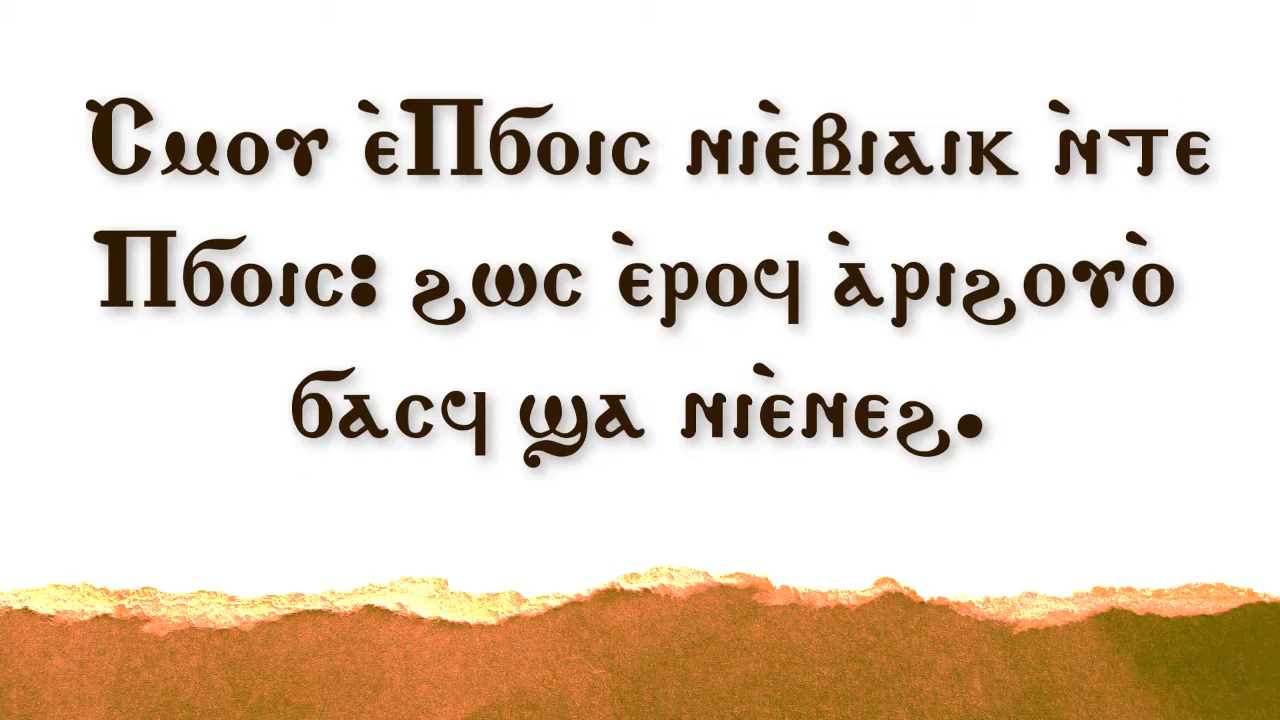 Ⲥⲙⲟⲩ ⲉ̀Ⲡϭⲟⲓⲥ ⲛⲓⲉ̀ⲃⲓⲁⲓⲕ ⲛ̀ⲧⲉ
Ⲡϭⲟⲓⲥ: ϩⲱⲥ ⲉ̀ⲣⲟϥ ⲁ̀ⲣⲓϩⲟⲩⲟ̀
ϭⲁⲥϥ ϣⲁ ⲛⲓⲉ̀ⲛⲉϩ.